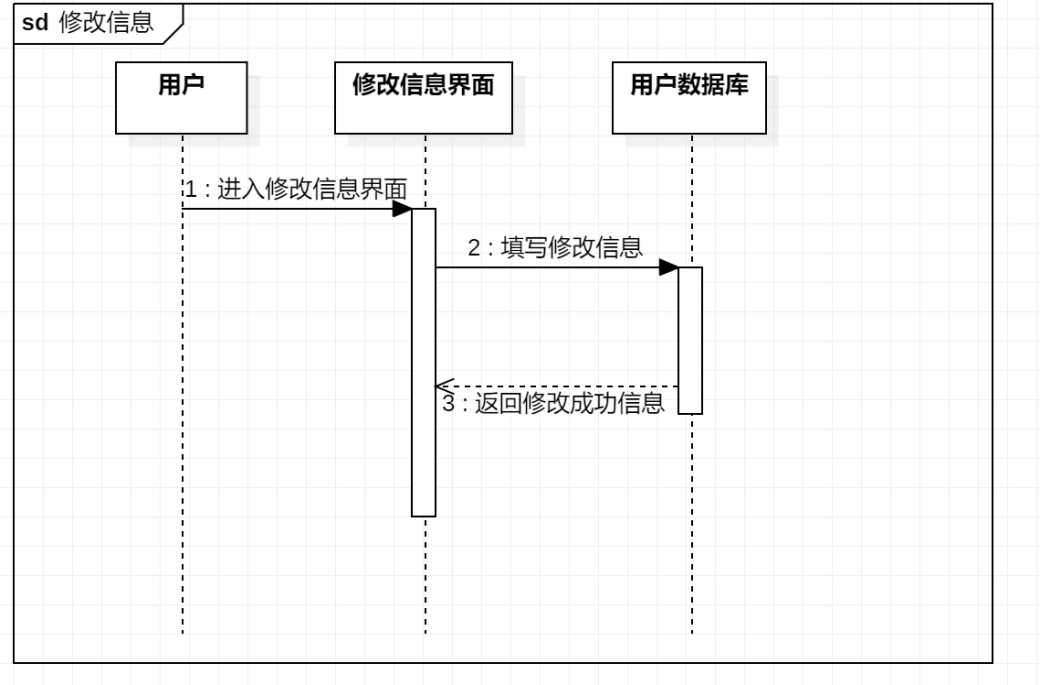 sd 修改信息
用户
修改信息界面
用户数据库
1 : 进入修改信息界面
2 : 填写修改信息
3 : 返回修改成功信息